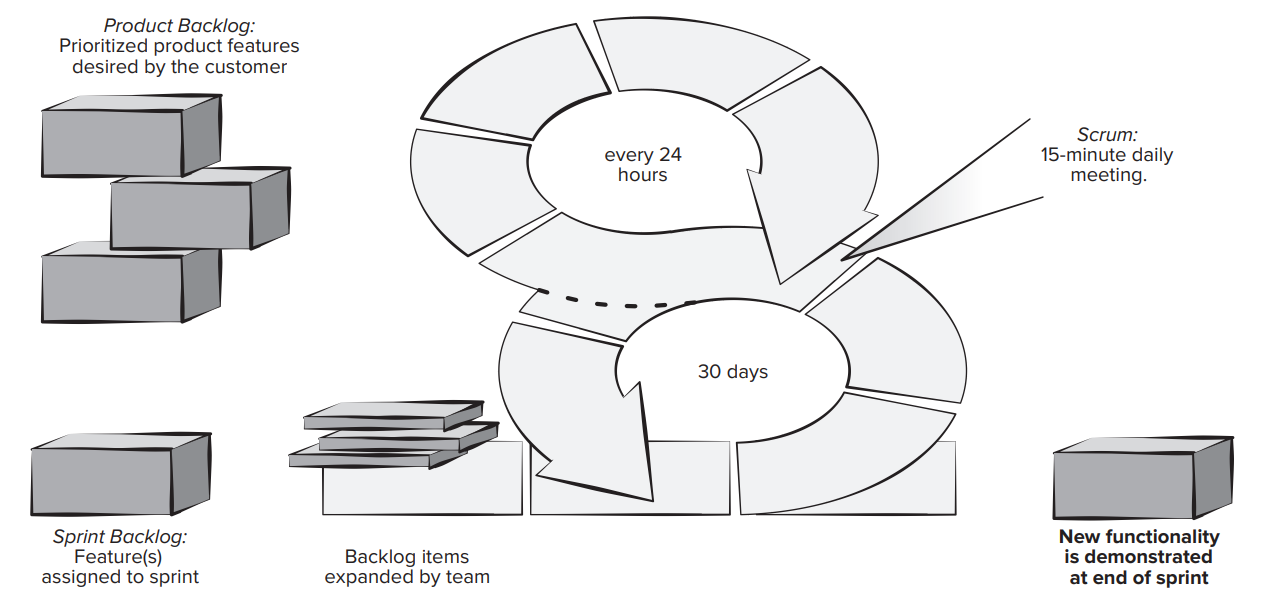 Product Backlog:
Prioritized product features
desired by the customer
every 24
hours
Scrum:
15-minute daily
meeting.
30 days
Sprint Backlog:
Feature(s)
assigned to sprint
Backlog items
expanded by team
New functionality
is demonstrated
at end of sprint